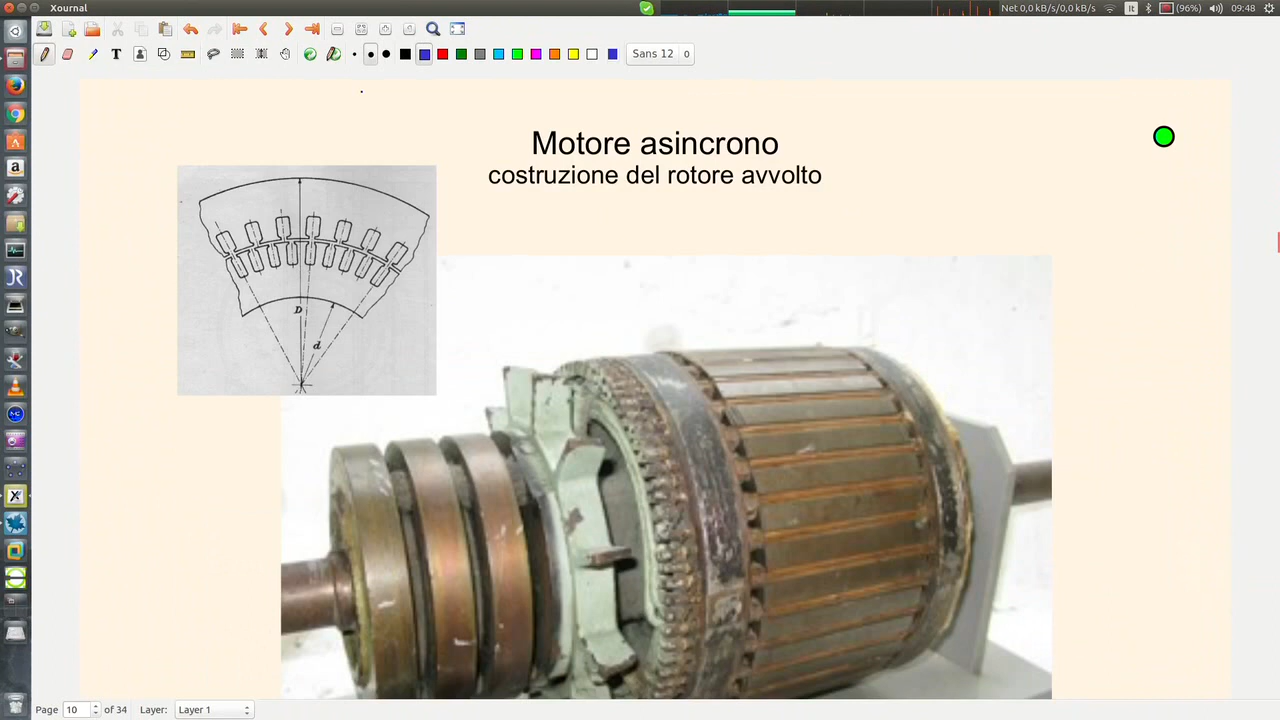 Xournal
Net 0,0 kB/s/0,0 kB/s
It
(96%)
09:48
T
Sans 12
0
Motore asincrono
costruzione del rotore avvolto
D
d
Page 10 of 34 Layer: Layer 1